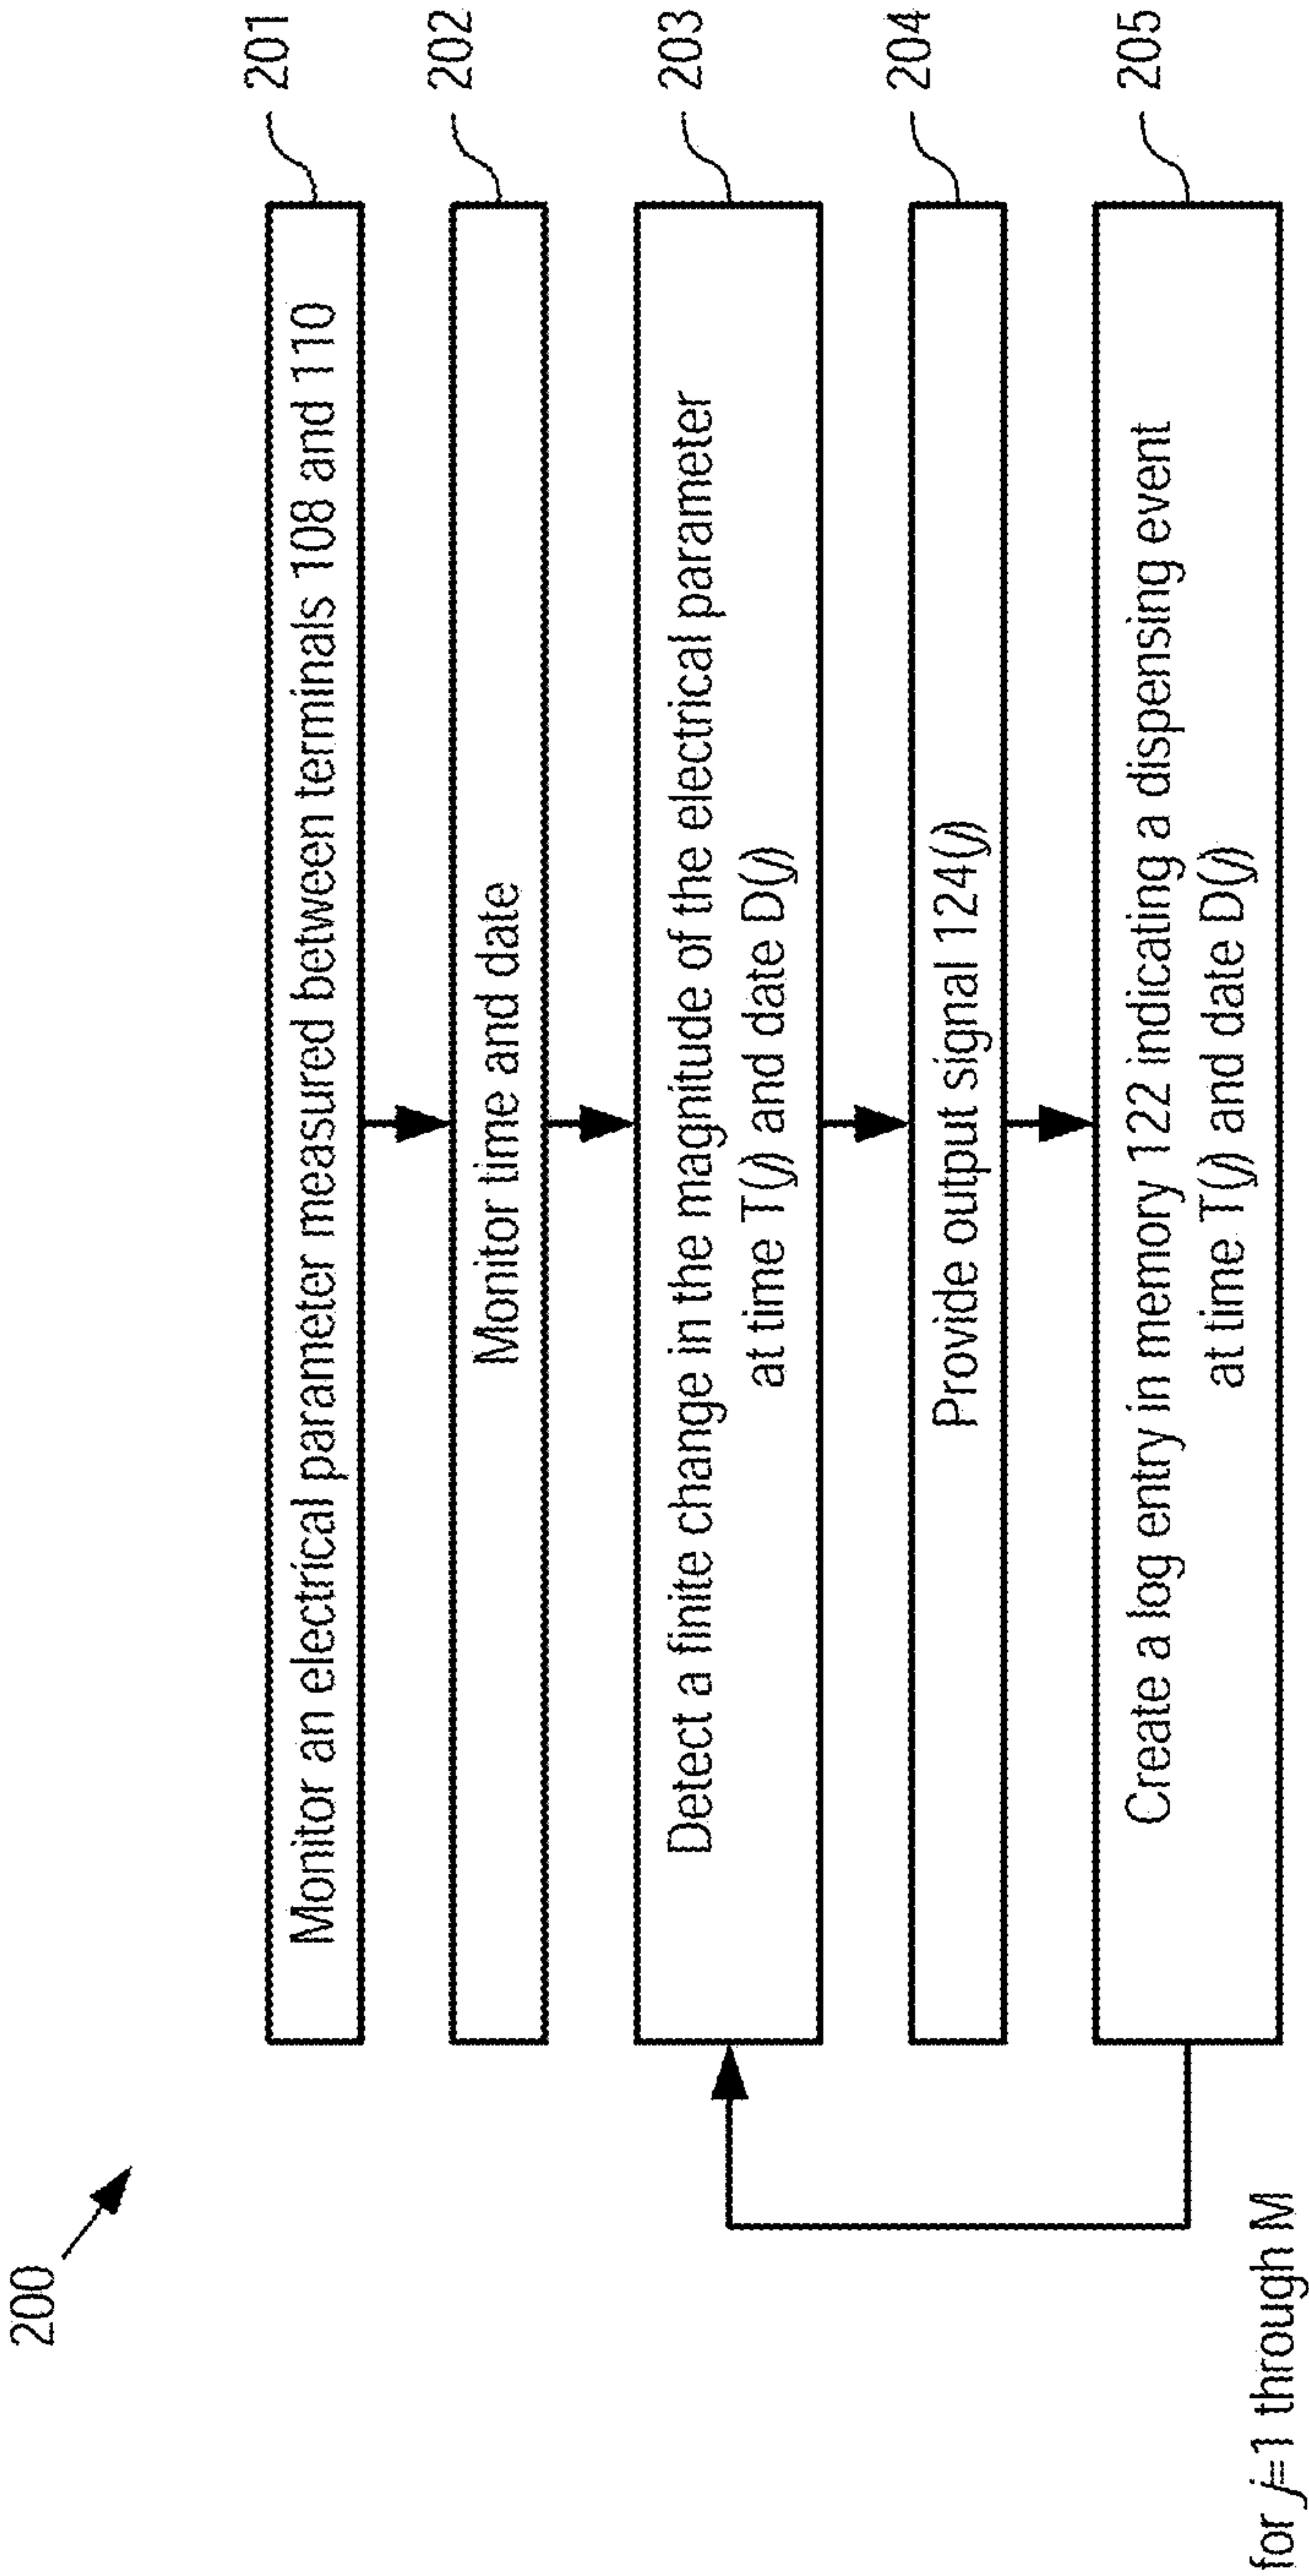 200
Monitor an electrical parameter measured between terminals 108 and 110
201
Monitor time and date
202
Detect a finite change in the magnitude of the electrical parameter
at time T(j) and date D(j)
203
Provide output signal 124(j)
204
Create a log entry in memory 122 indicating a dispensing event
at time T(j) and date D(j)
205
for j=1 through M